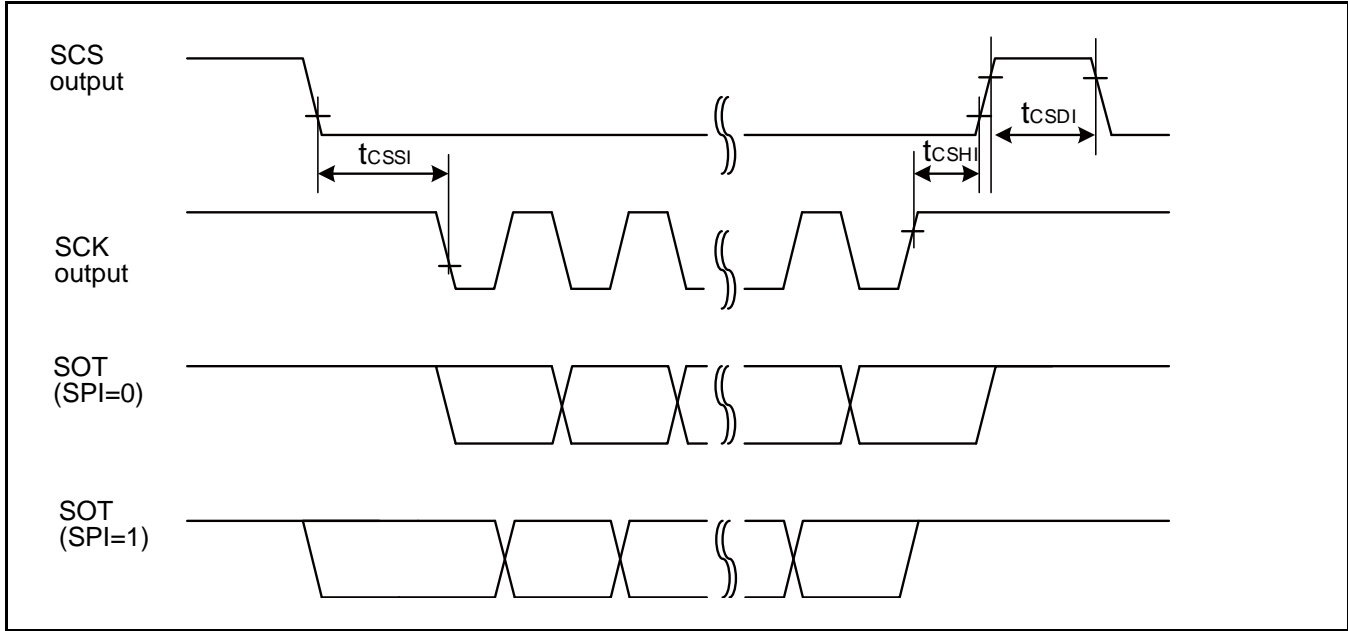 SCS
output
tCSDI
tCSSI
tCSHI
SCK
output
SOT
(SPI=0)
SOT
(SPI=1)